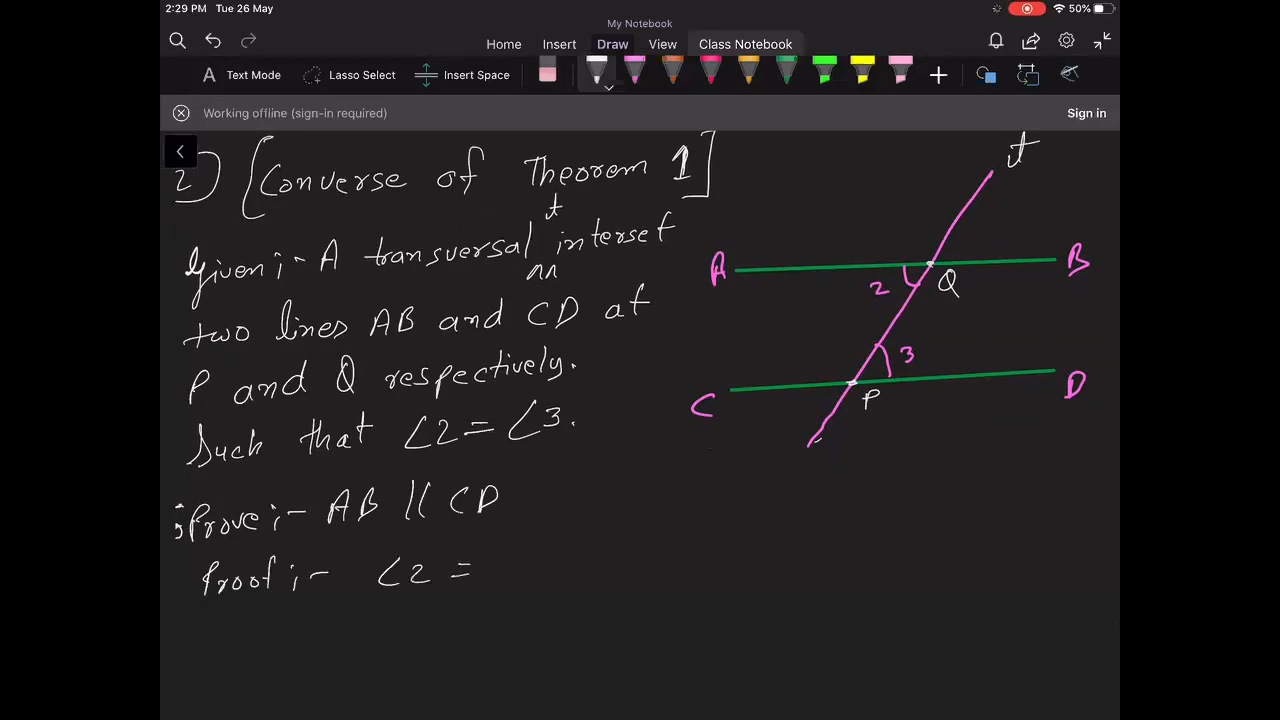 2:29 PM Tue 26 May
50%
My Notebook
Home Insert Draw View Class Notebook
Text Mode Lasso Select Insert Space
Working offline (sign-in required) Sign in
2) [Converse of Theorem 1]
t
Given :- A transversal interset
two lines AB and CD at
P and Q respectively.
Such that ∠2 = ∠3.
Prove :- AB || CD
Proof :- ∠2 =
t
A B
2 Q
3
C P D